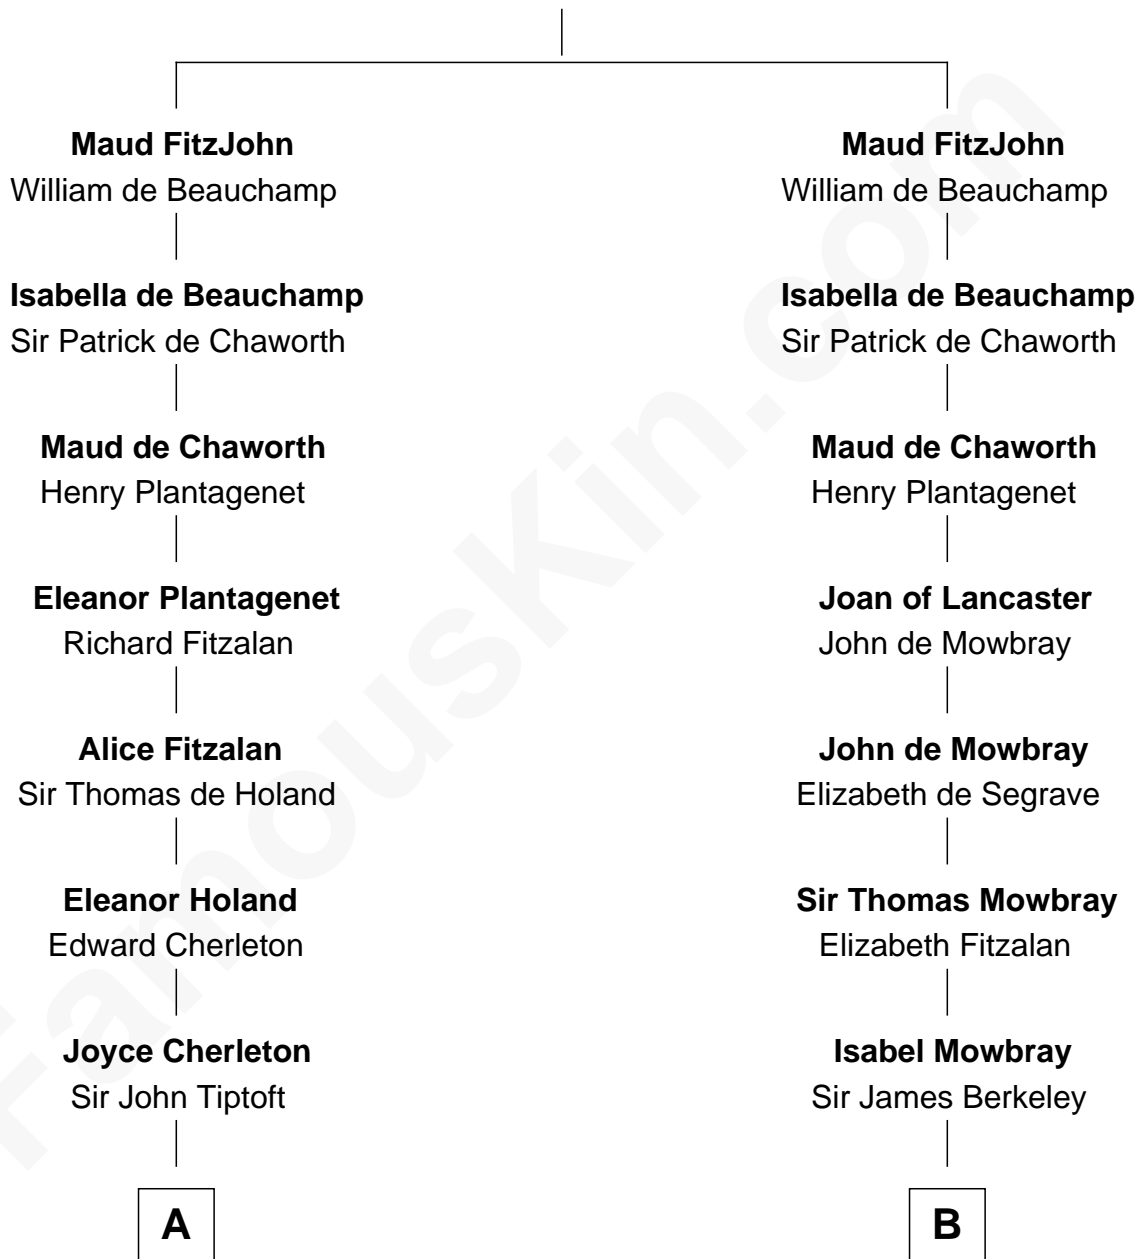 Maud FitzJohn
William de Beauchamp
Isabella de Beauchamp
Sir Patrick de Chaworth
Maud de Chaworth
Henry Plantagenet
Eleanor Plantagenet
Richard Fitzalan
Alice Fitzalan
Sir Thomas de Holand
Eleanor Holand
Edward Cherleton
Joyce Cherleton
Sir John Tiptoft
A
Maud FitzJohn
William de Beauchamp
Isabella de Beauchamp
Sir Patrick de Chaworth
Maud de Chaworth
Henry Plantagenet
Joan of Lancaster
John de Mowbray
John de Mowbray
Elizabeth de Segrave
Sir Thomas Mowbray
Elizabeth Fitzalan
Isabel Mowbray
Sir James Berkeley
B
FamousKin.com